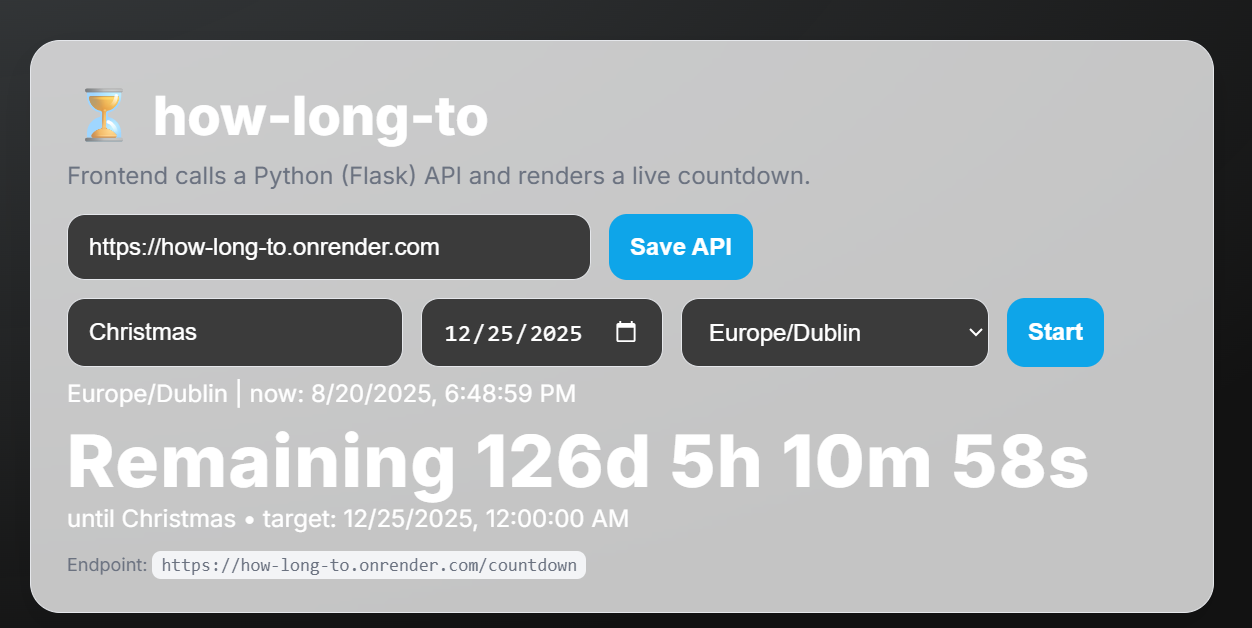 ⏳ how-long-to
Frontend calls a Python (Flask) API and renders a live countdown.
https://how-long-to.onrender.com Save API
Christmas 12/25/2025 Europe/Dublin Start
Europe/Dublin | now: 8/20/2025, 6:48:59 PM
Remaining 126d 5h 10m 58s
until Christmas • target: 12/25/2025, 12:00:00 AM
Endpoint: https://how-long-to.onrender.com/countdown